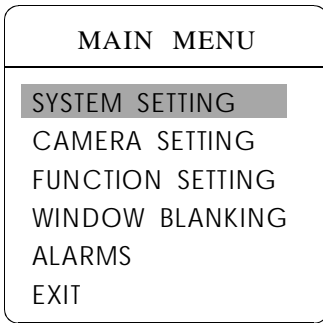 MAIN MENU
SYSTEM SETTING
CAMERA SETTING
FUNCTION SETTING
WINDOW BLANKING
ALARMS
EXIT